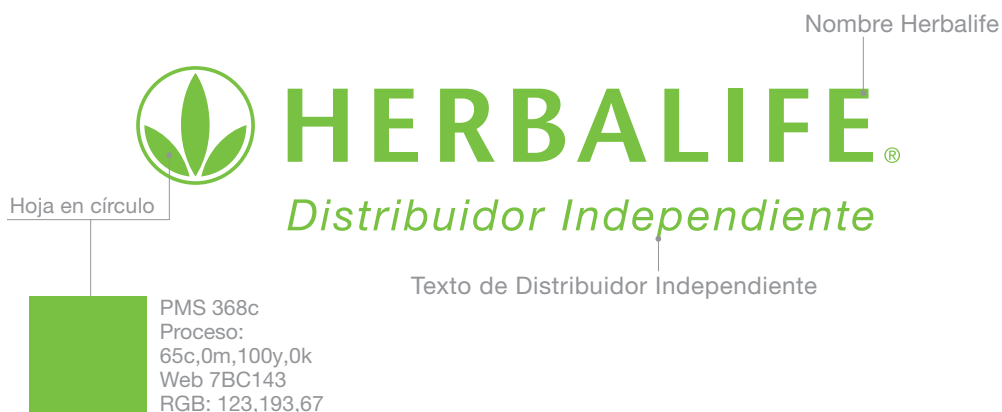 Nombre Herbalife
HERBALIFE®
Hoja en círculo
Distribuidor Independiente
Texto de Distribuidor Independiente
PMS 368c
Proceso:
65c,0m,100y,0k
Web 7BC143
RGB: 123,193,67